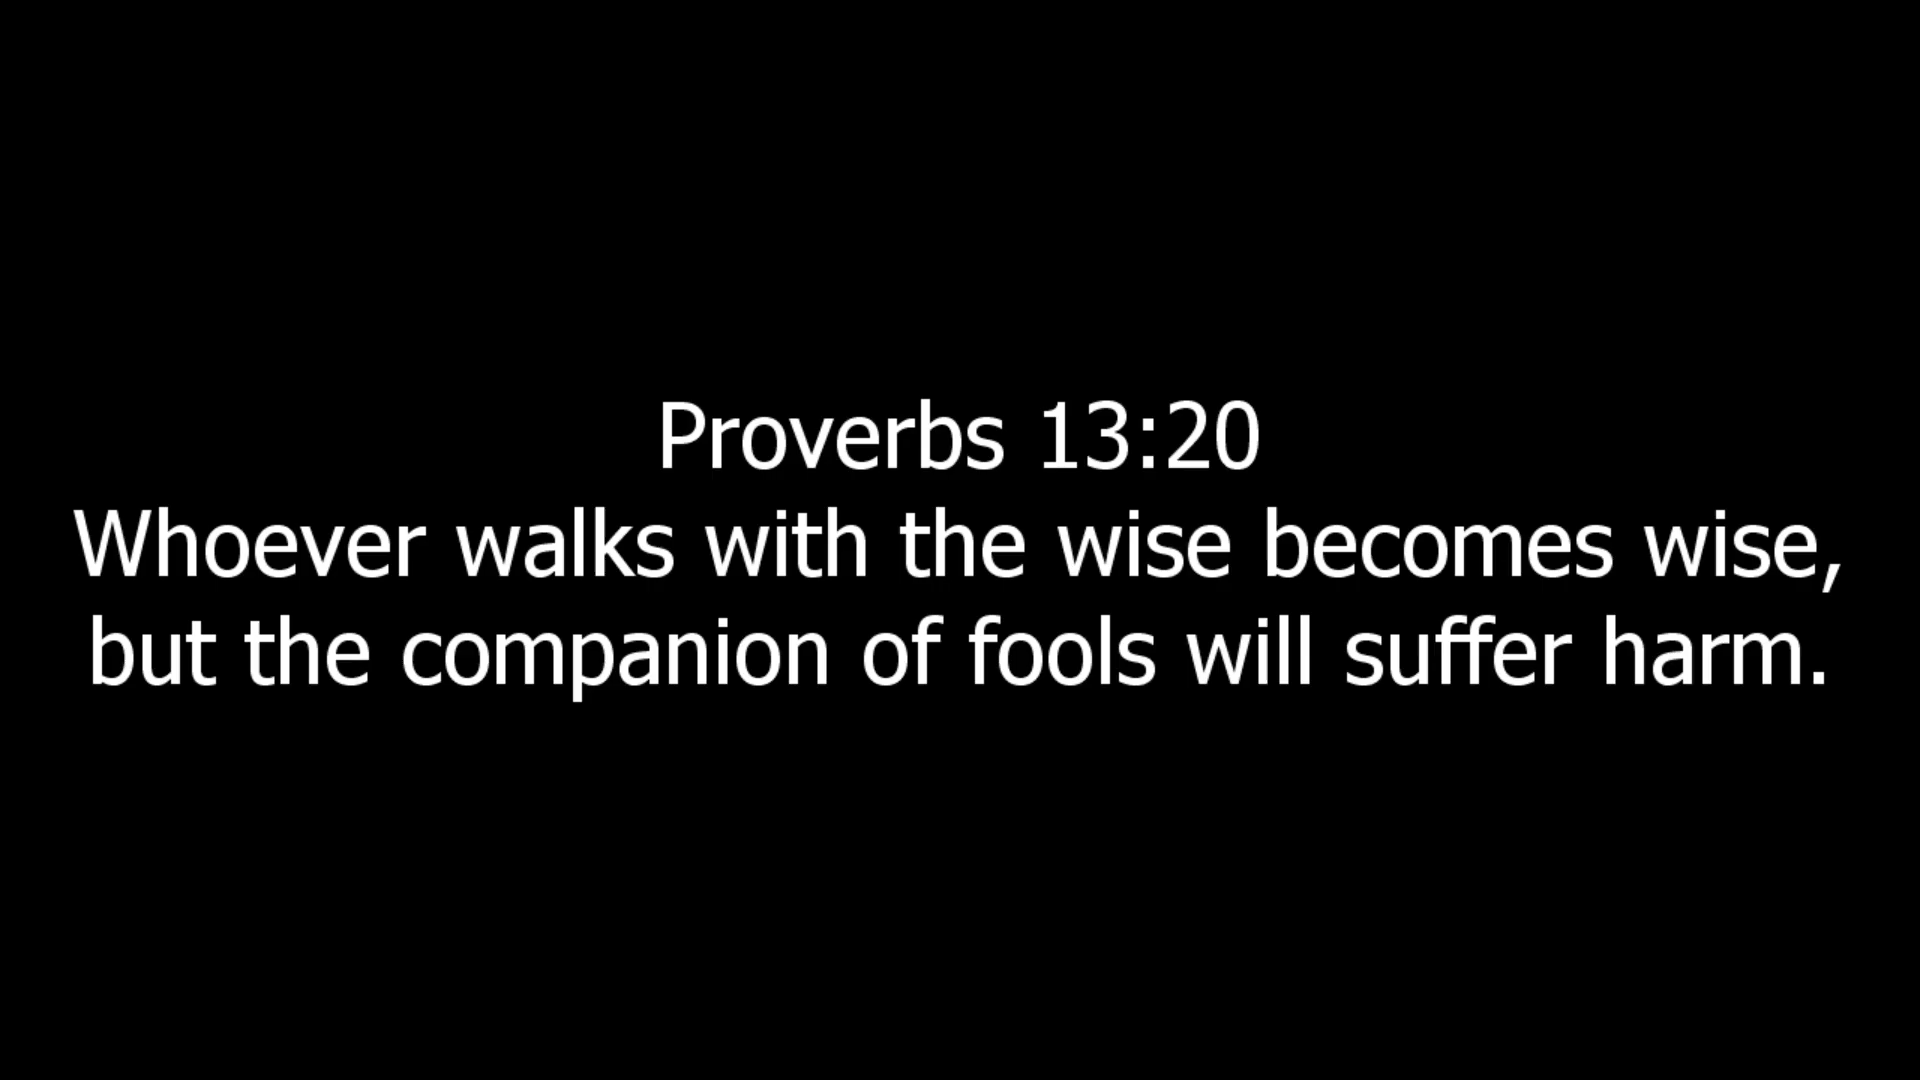 Proverbs 13:20
Whoever walks with the wise becomes wise,
but the companion of fools will suffer harm.